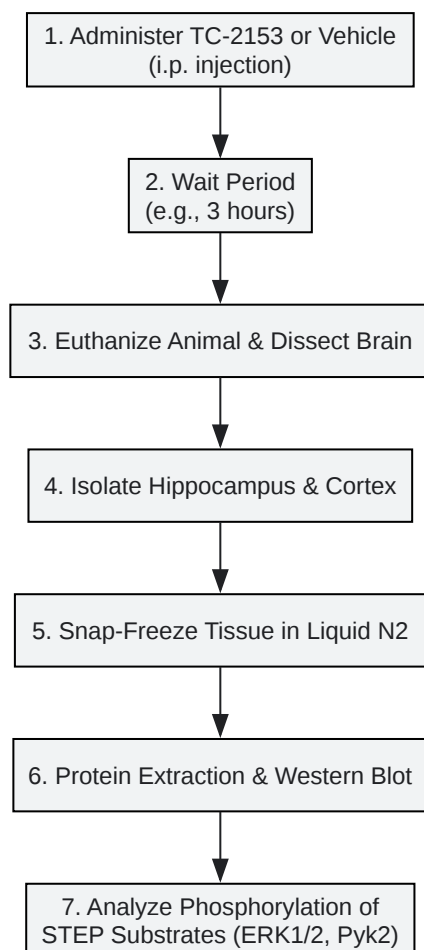 1. Administer TC-2153 or Vehicle
(i.p. injection)
2. Wait Period
(e.g., 3 hours)
3. Euthanize Animal & Dissect Brain
4. Isolate Hippocampus & Cortex
5. Snap-Freeze Tissue in Liquid N2
6. Protein Extraction & Western Blot
7. Analyze Phosphorylation of
STEP Substrates (ERK1/2, Pyk2)